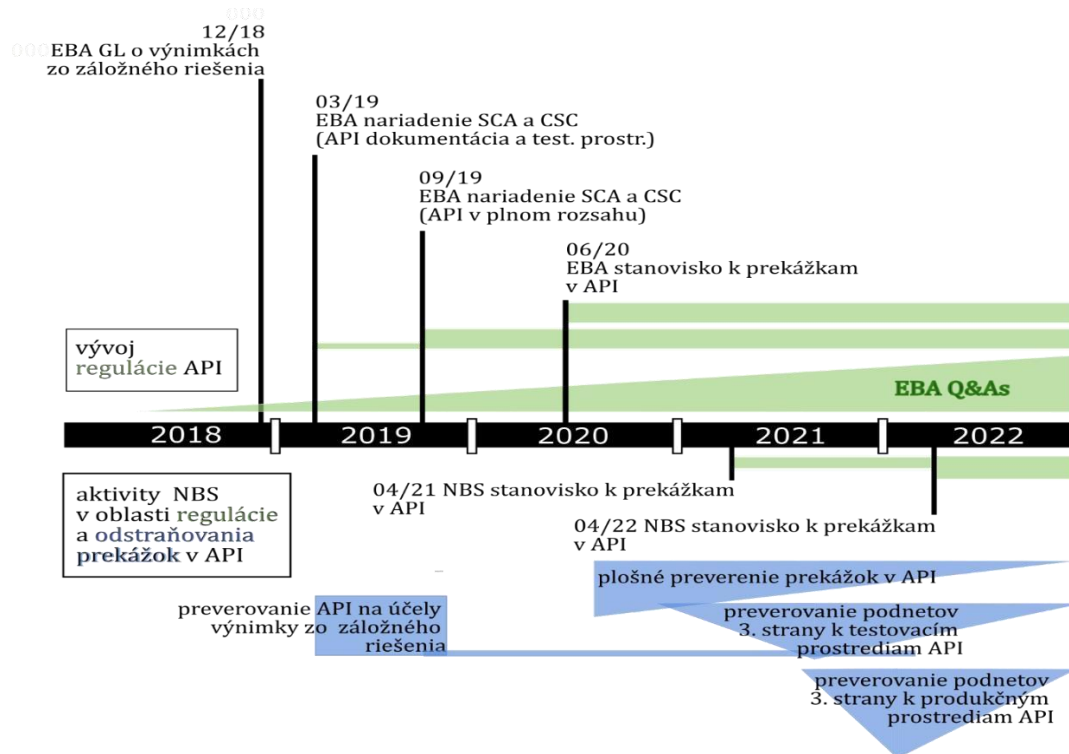 12/18
EBA GL o výnimkách
zo záložného riešenia
03/19
EBA nariadenie SCA a CSC
(API dokumentácia a test. prostr.)
09/19
EBA nariadenie SCA a CSC
(API v plnom rozsahu)
06/20
EBA stanovisko k prekážkam
v API
vývoj
regulácie API
EBA Q&As
2018
2019
2020
2021
2022
aktivity NBS
v oblasti regulácie
a odstraňovania
prekážok v API
04/21 NBS stanovisko k prekážkam
v API
04/22 NBS stanovisko k prekážkam
v API
plošné preverenie prekážok v API
preverovanie API na účely
výnimky zo záložného
riešenia
preverovanie podnetov
3. strany k testovacím
prostrediam API
preverovanie podnetov
3. strany k produkčným
prostrediam API